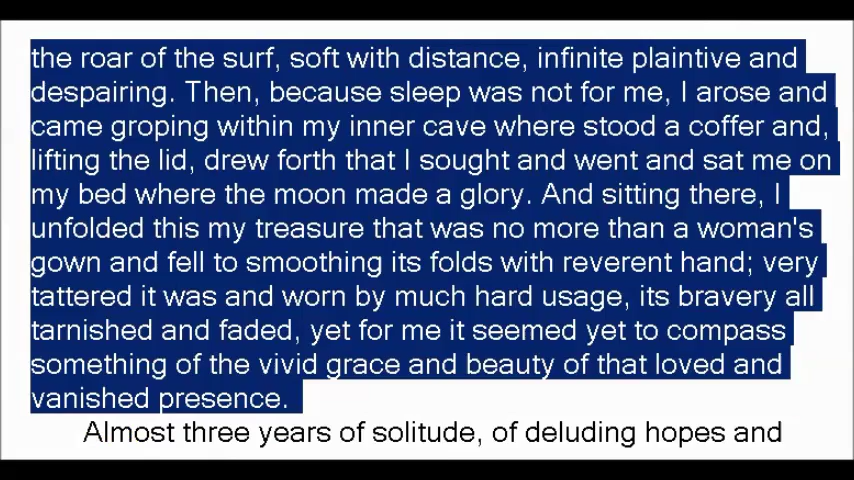 the roar of the surf, soft with distance, infinite plaintive and
despairing. Then, because sleep was not for me, I arose and
came groping within my inner cave where stood a coffer and,
lifting the lid, drew forth that I sought and went and sat me on
my bed where the moon made a glory. And sitting there, I
unfolded this my treasure that was no more than a woman's
gown and fell to smoothing its folds with reverent hand; very
tattered it was and worn by much hard usage, its bravery all
tarnished and faded, yet for me it seemed yet to compass
something of the vivid grace and beauty of that loved and
vanished presence.
Almost three years of solitude, of deluding hopes and